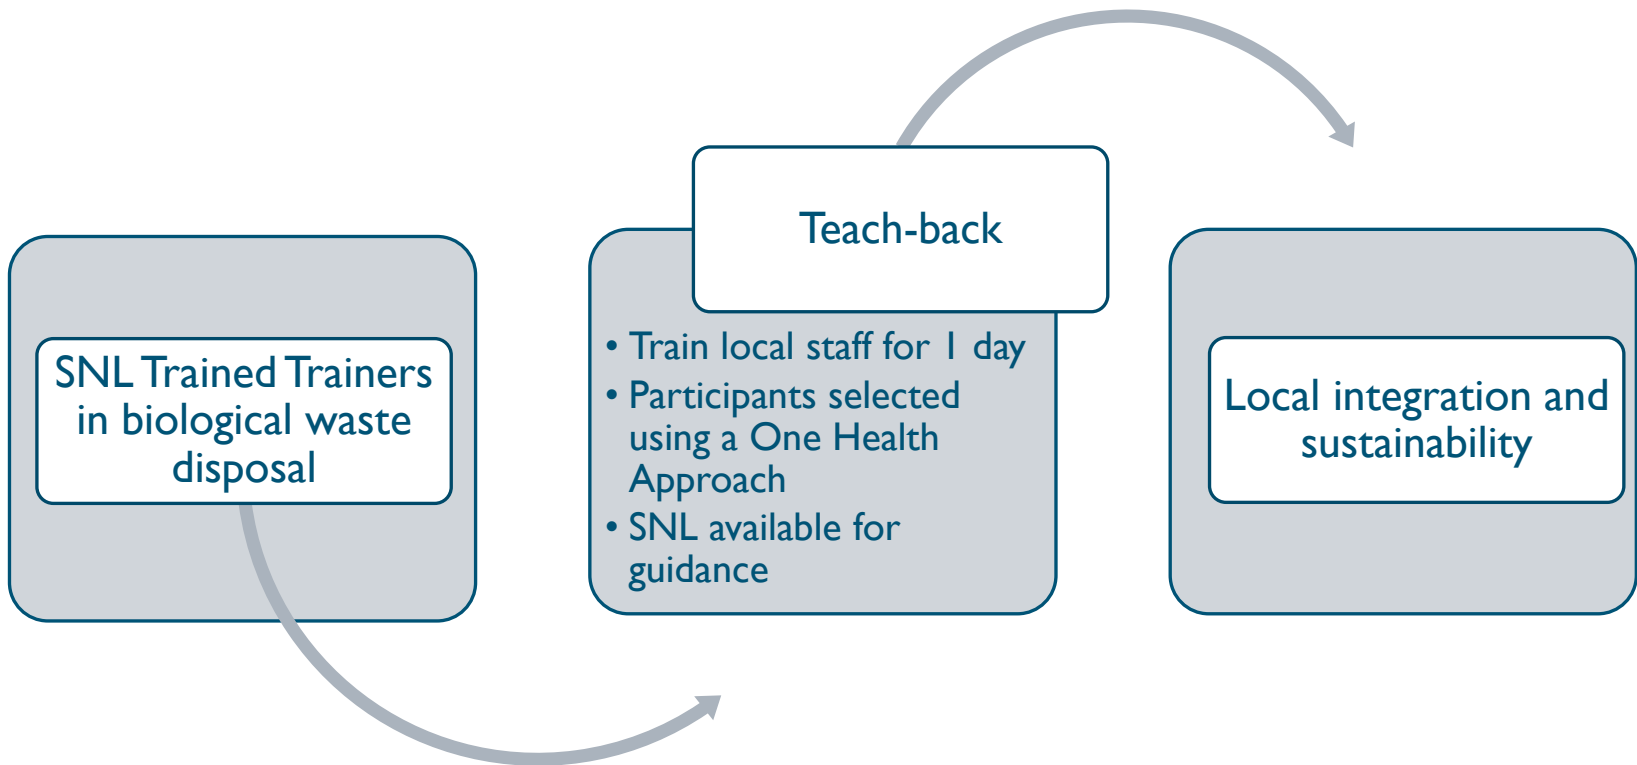 SNL Trained Trainers
in biological waste
disposal
Teach-back
• Train local staff for 1 day
• Participants selected
using a One Health
Approach
• SNL available for
guidance
Local integration and
sustainability